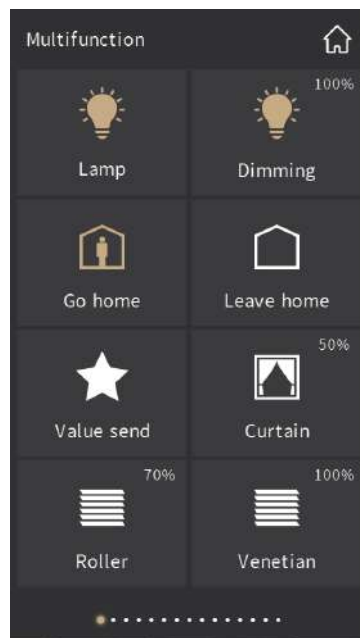 Multifunction
100%
Lamp
Dimming
Go home
Leave home
50%
Value send
Curtain
70%
100%
Roller
Venetian